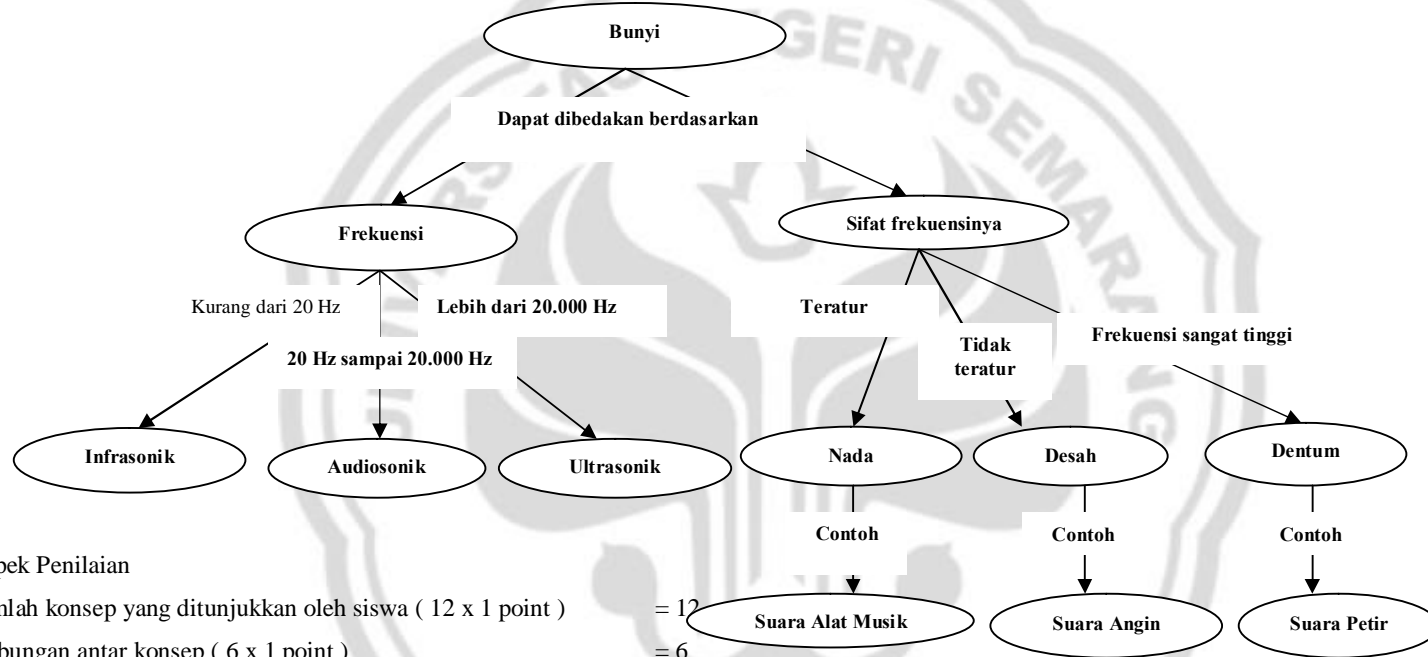 Bunyi
Dapat dibedakan berdasarkan
Frekuensi
Sifat frekuensinya
Kurang dari 20 Hz
Lebih dari 20.000 Hz
20 Hz sampai 20.000 Hz
Teratur
Tidak
teratur
Frekuensi sangat tinggi
Infrasonik
Audiosonik
Ultrasonik
Nada
Desah
Dentum
Contoh
Contoh
Contoh
Suara Alat Musik
Suara Angin
Suara Petir
pek Penilaian
nlah konsep yang ditunjukkan oleh siswa ( 12 x 1 point ) = 12
bungan antar konsep ( 6 x 1 point ) = 6
NEGERI SEMARANG